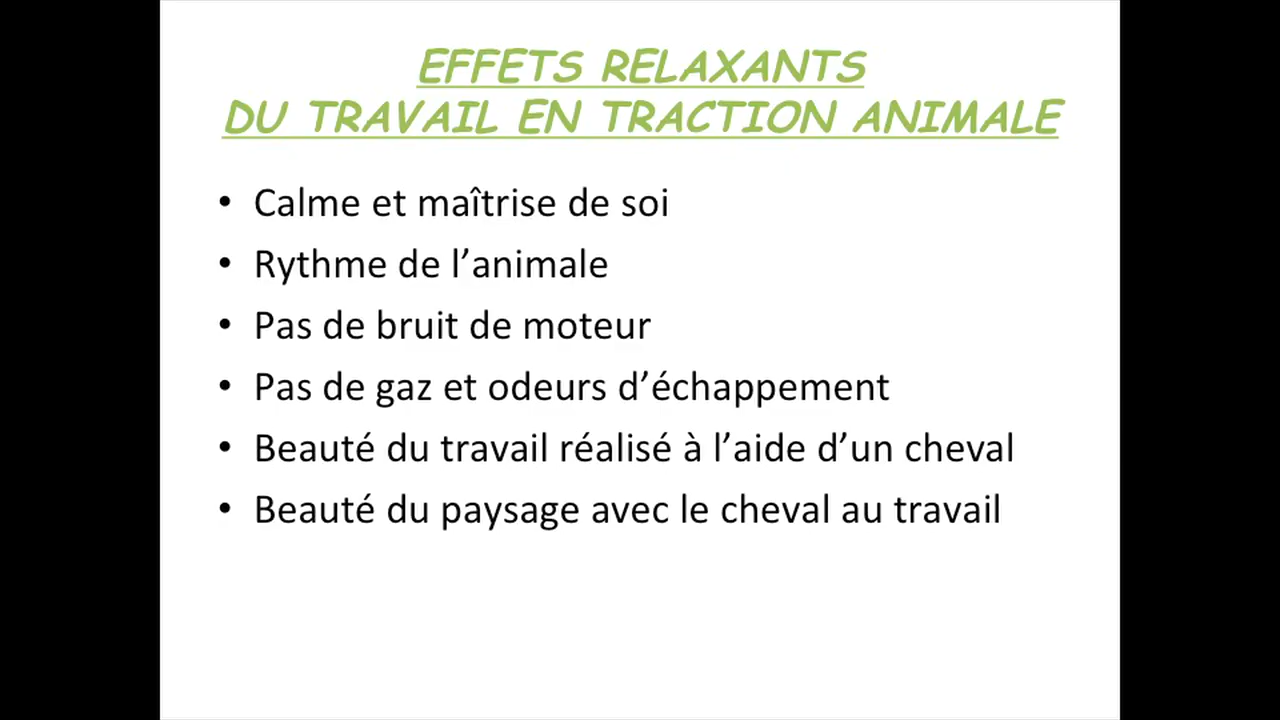 EFFETS RELAXANTS
DU TRAVAIL EN TRACTION ANIMALE
• Calme et maîtrise de soi
• Rythme de l’animale
• Pas de bruit de moteur
• Pas de gaz et odeurs d’échappement
• Beauté du travail réalisé à l’aide d’un cheval
• Beauté du paysage avec le cheval au travail